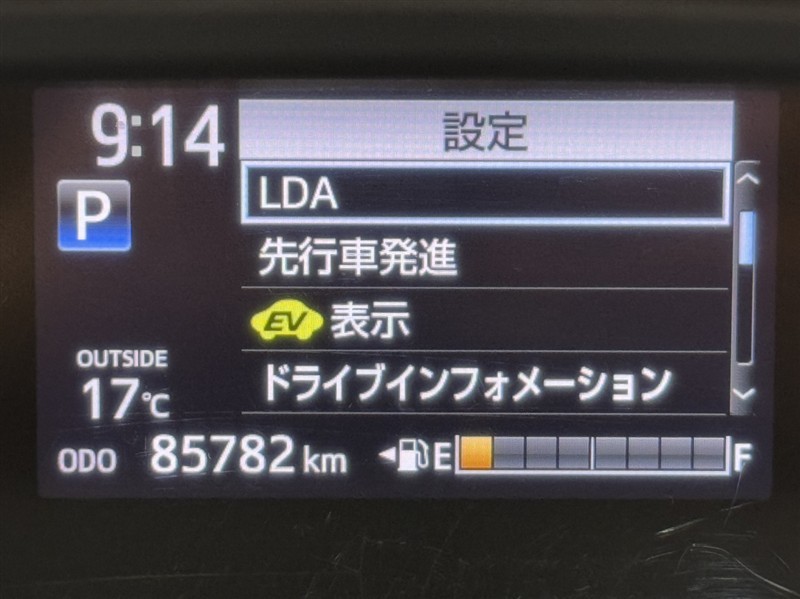 9:14
設定
P
LDA
先行車発進
EV 表示
ドライブインフォメーション
OUTSIDE
17℃
ODO 85782 km
E F